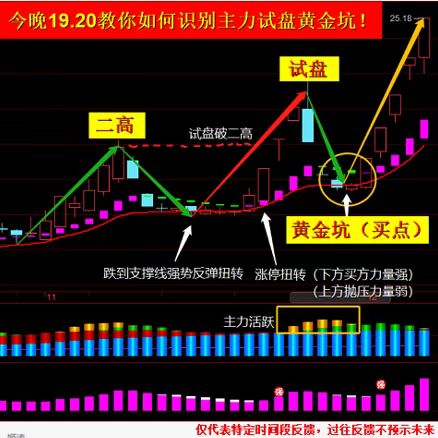 今晚19.20教你如何识别主力试盘黄金坑！
25.18
试盘
二高
试盘破二高
黄金坑（买点）
跌到支撑线强势反弹扭转
涨停扭转（下方买方力量强）
（上方抛压力量弱）
11
12
主力活跃
仅代表特定时间段反馈，过往反馈不预示未来